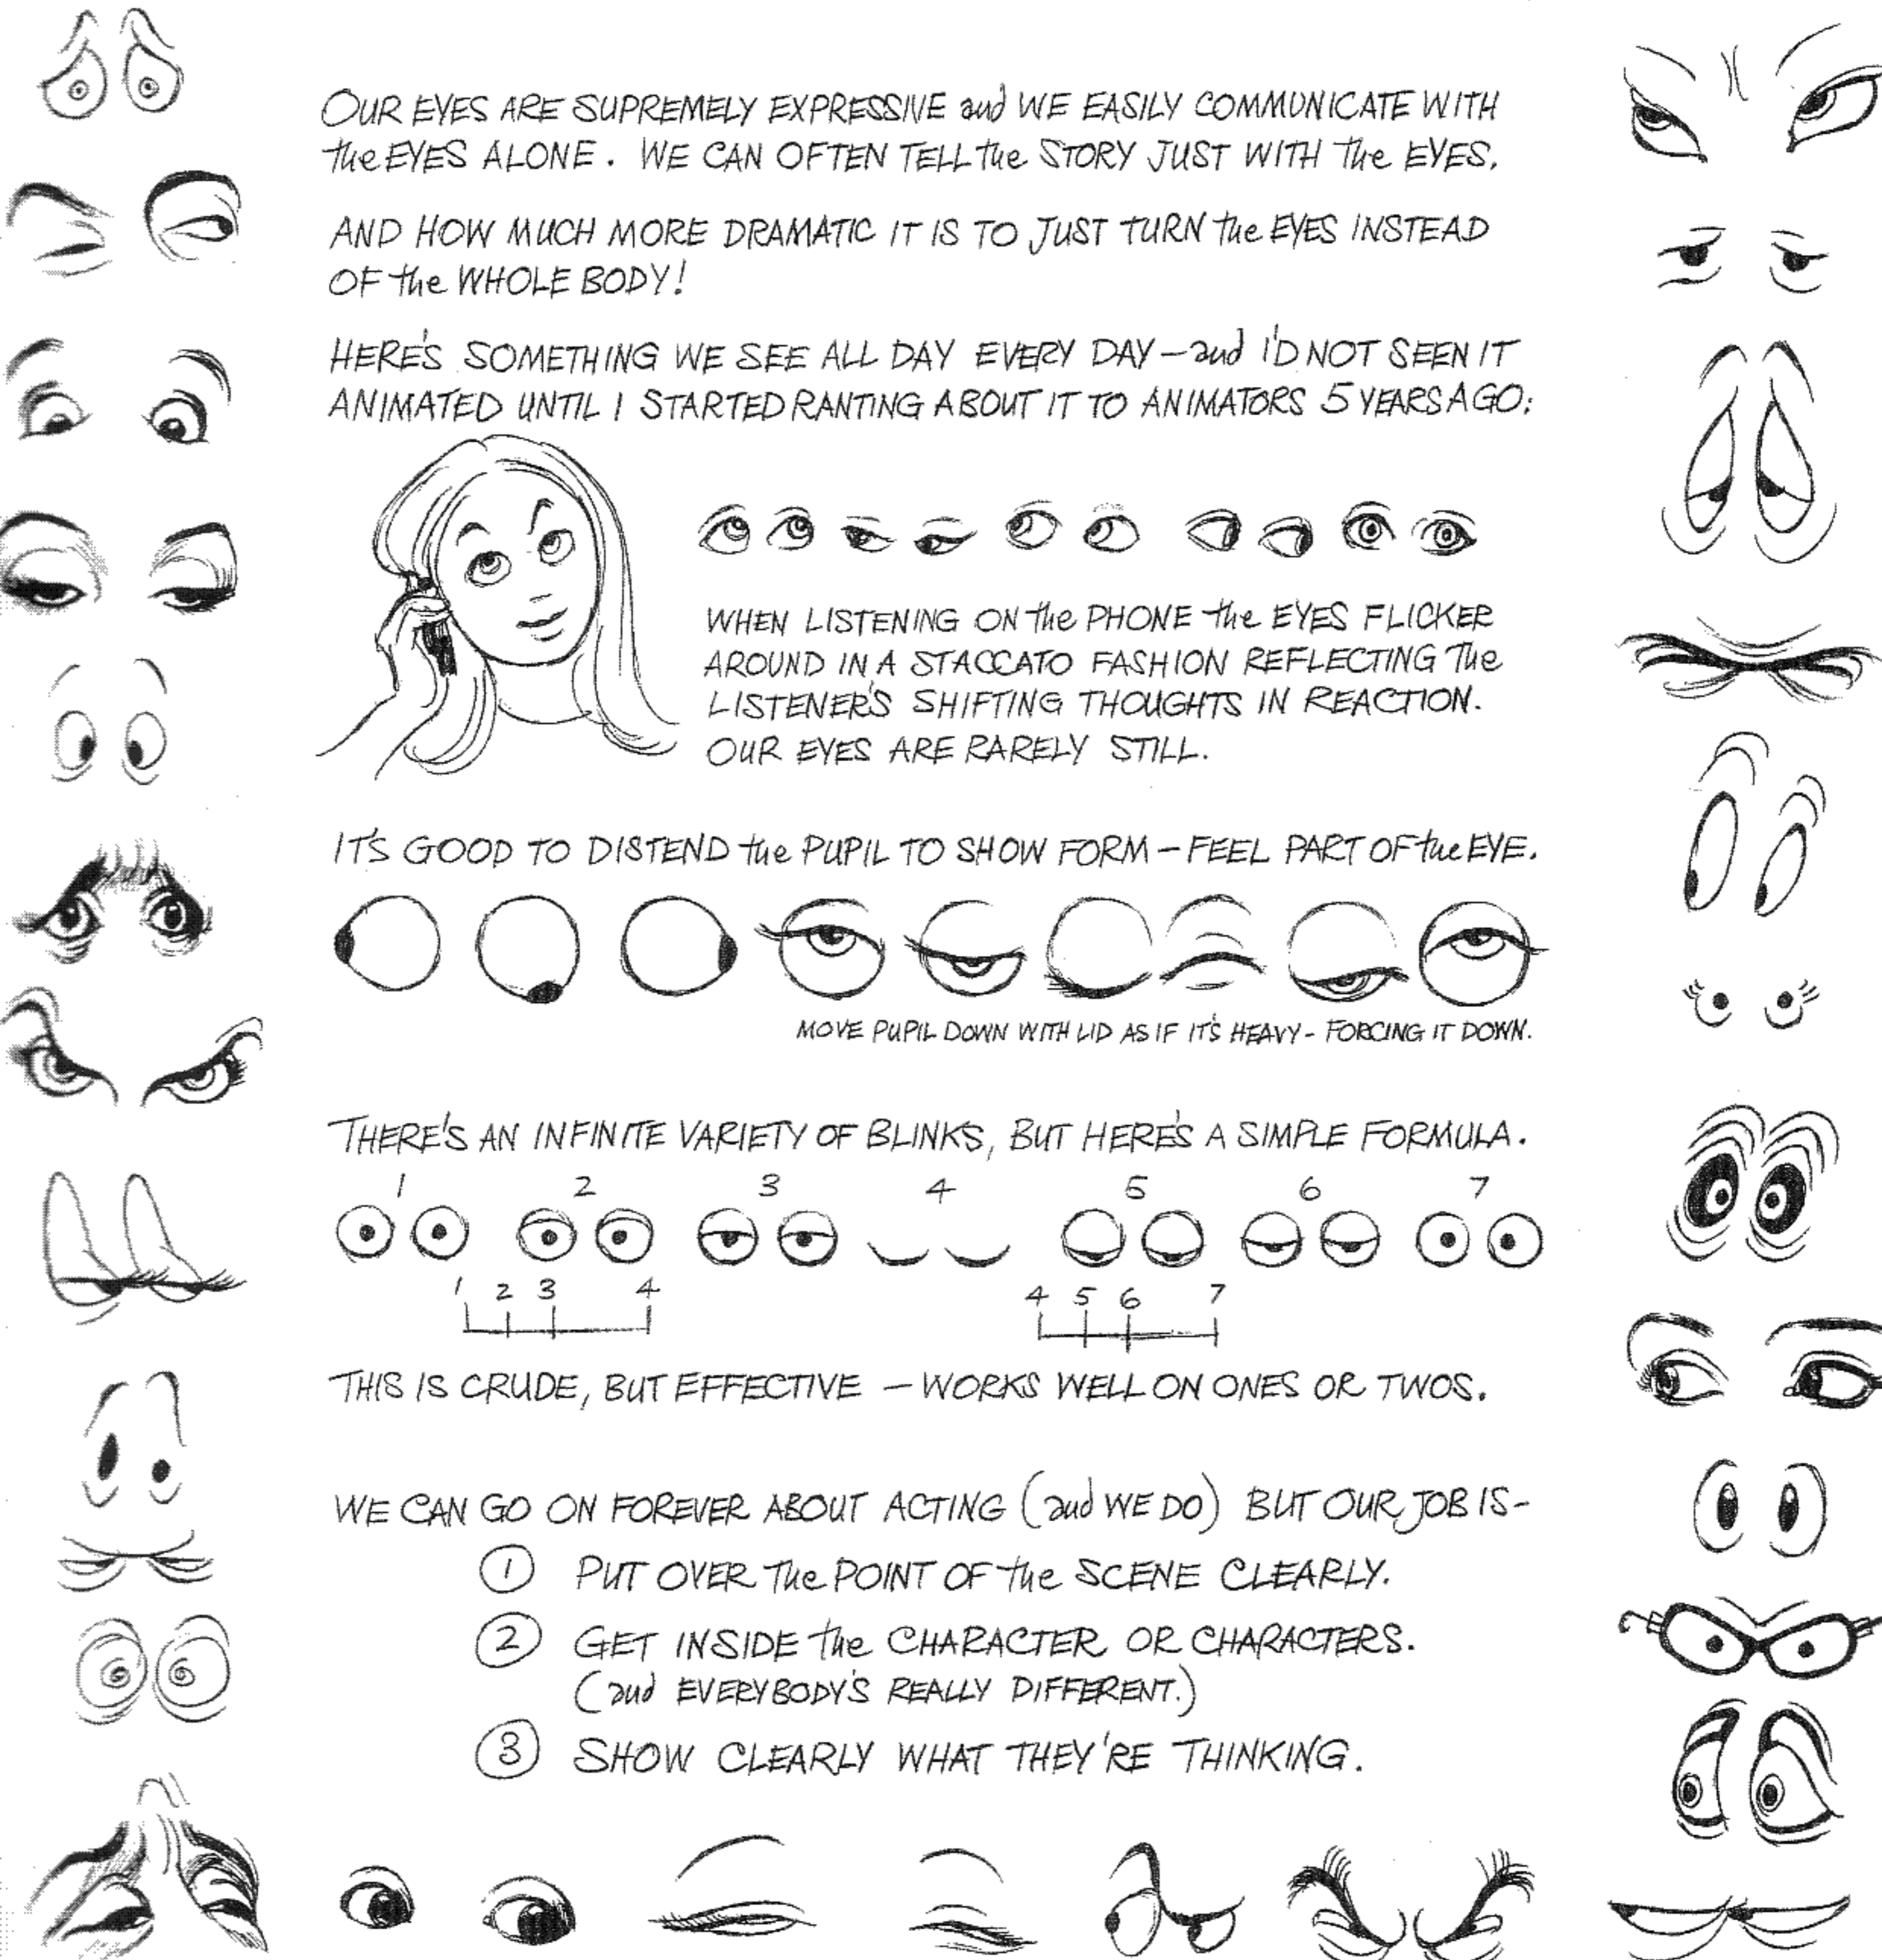 OUR EYES ARE SUPREMELY EXPRESSIVE and WE EASILY COMMUNICATE WITH
the EYES ALONE. WE CAN OFTEN TELL the STORY JUST WITH the EYES.
AND HOW MUCH MORE DRAMATIC IT IS TO JUST TURN the EYES INSTEAD
OF the WHOLE BODY!
HERE'S SOMETHING WE SEE ALL DAY EVERY DAY – and I'D NOT SEEN IT
ANIMATED UNTIL I STARTED RANTING ABOUT IT TO ANIMATORS 5 YEARS AGO:
WHEN LISTENING ON the PHONE the EYES FLICKER
AROUND IN A STACCATO FASHION REFLECTING the
LISTENER'S SHIFTING THOUGHTS IN REACTION.
OUR EYES ARE RARELY STILL.
IT'S GOOD TO DISTEND the PUPIL TO SHOW FORM – FEEL PART OF the EYE.
MOVE PUPIL DOWN WITH LID AS IF IT'S HEAVY – FORCING IT DOWN.
THERE'S AN INFINITE VARIETY OF BLINKS, BUT HERE'S A SIMPLE FORMULA.
1 2 3 4 5 6 7
1 2 3 4 4 5 6 7
THIS IS CRUDE, BUT EFFECTIVE – WORKS WELL ON ONES OR TWOS.
WE CAN GO ON FOREVER ABOUT ACTING (and WE DO) BUT OUR JOB IS –
1 PUT OVER the POINT OF the SCENE CLEARLY.
2 GET INSIDE the CHARACTER OR CHARACTERS.
(and EVERYBODY'S REALLY DIFFERENT.)
3 SHOW CLEARLY WHAT THEY'RE THINKING.